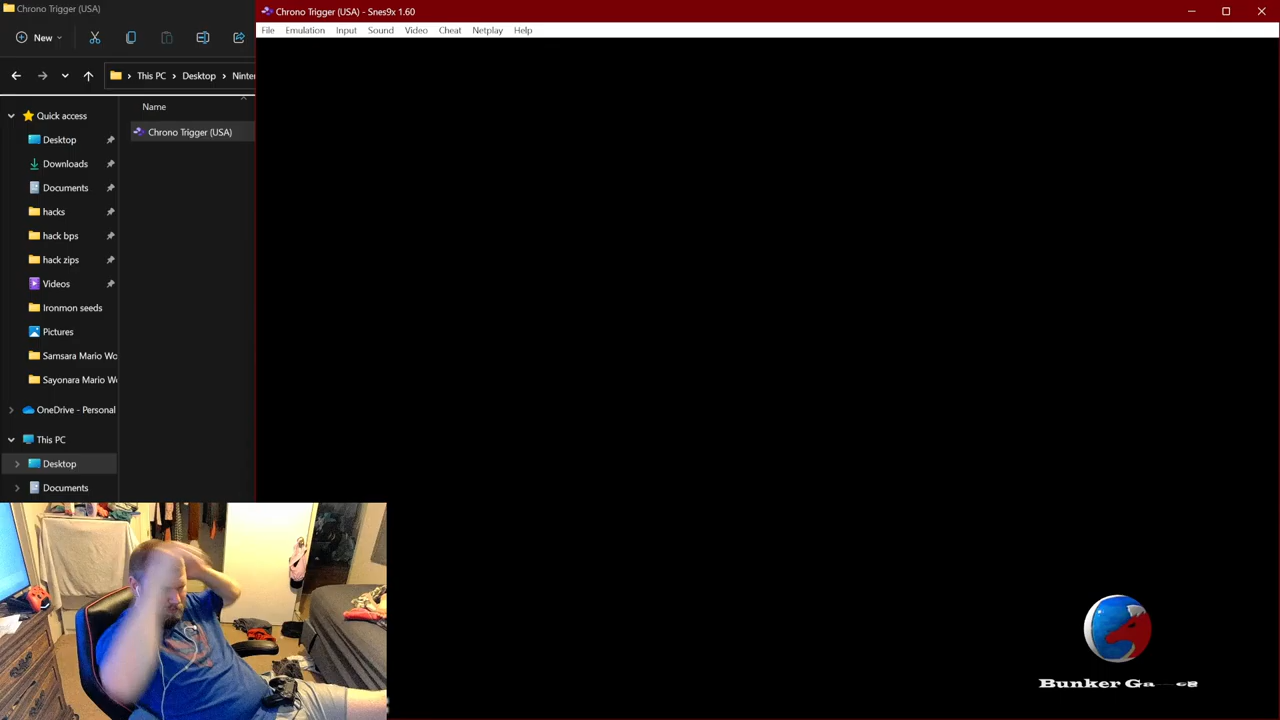 Chrono Trigger (USA)
New
This PC
Desktop
Name
Chrono Trigger (USA)
Quick access
Desktop
Downloads
Documents
hacks
hack bps
hack zips
Videos
Ironmon seeds
Pictures
Samsara Mario Wo
Sayonara Mario W
OneDrive - Personal
This PC
Desktop
Documents
Chrono Trigger (USA) - Snes9x 1.60
File Emulation Input Sound Video Cheat Netplay Help
Bunker